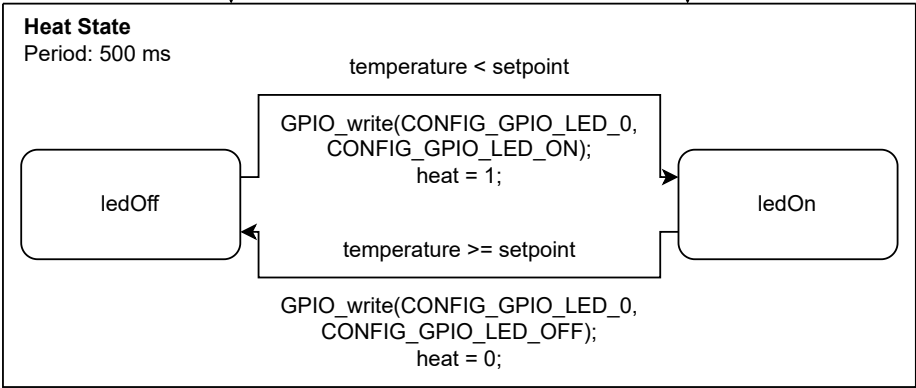 Heat State
Period: 500 ms
temperature < setpoint
GPIO_write(CONFIG_GPIO_LED_0,
CONFIG_GPIO_LED_ON);
heat = 1;
ledOff
ledOn
temperature >= setpoint
GPIO_write(CONFIG_GPIO_LED_0,
CONFIG_GPIO_LED_OFF);
heat = 0;